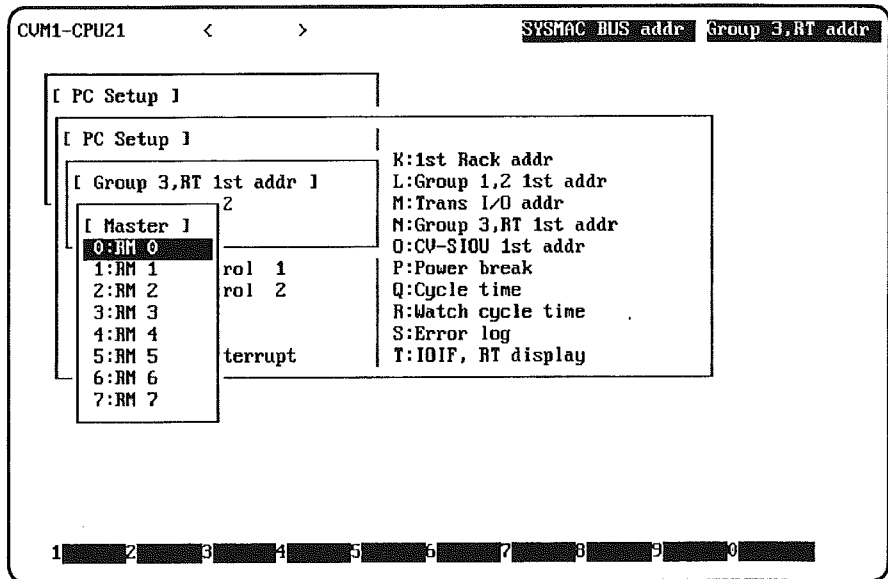 CVM1-CPU21 < > SYSMAC BUS addr Group 3,RT addr
[ PC Setup ]
[ PC Setup ]
K:1st Rack addr
[ Group 3,RT 1st addr ] L:Group 1,2 1st addr
2 M:Trans I/O addr
[ Master ] N:Group 3,RT 1st addr
0:RM 0 O:CV-SIOU 1st addr
1:RM 1 rol 1 P:Power break
2:RM 2 rol 2 Q:Cycle time
3:RM 3 R:Watch cycle time
4:RM 4 S:Error log
5:RM 5 terrupt T:IOIF, RT display
6:RM 6
7:RM 7
1 2 3 4 5 6 7 8 9 0